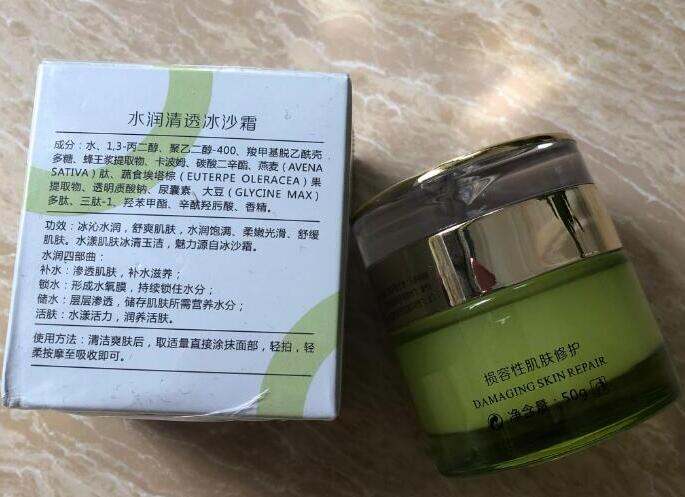 水润清透冰沙霜
成分：水、1,3-丙二醇、聚乙二醇-400、羧甲基脱乙酰壳
多糖、蜂王浆提取物、卡波姆、碳酸二辛酯、燕麦（AVENA
SATIVA）肽、蔬食埃塔棕（EUTERPE OLERACEA）果
提取物、透明质酸钠、尿囊素、大豆（GLYCINE MAX）
多肽、三肽-1、羟苯甲酯、辛酰羟肟酸、香精。
功效：冰沁水润，舒爽肌肤，水润饱满、柔嫩光滑、舒缓
肌肤。水漾肌肤冰清玉洁，魅力源自冰沙霜。
水润四部曲：
补水：渗透肌肤，补水滋养；
锁水：形成水氧膜，持续锁住水分；
储水：层层渗透，储存肌肤所需营养水分；
活肤：水漾活力，润养活肤。
使用方法：清洁爽肤后，取适量直接涂抹面部，轻拍，轻
柔按摩至吸收即可。
损容性肌肤修护
DAMAGING SKIN REPAIR
净含量：50g